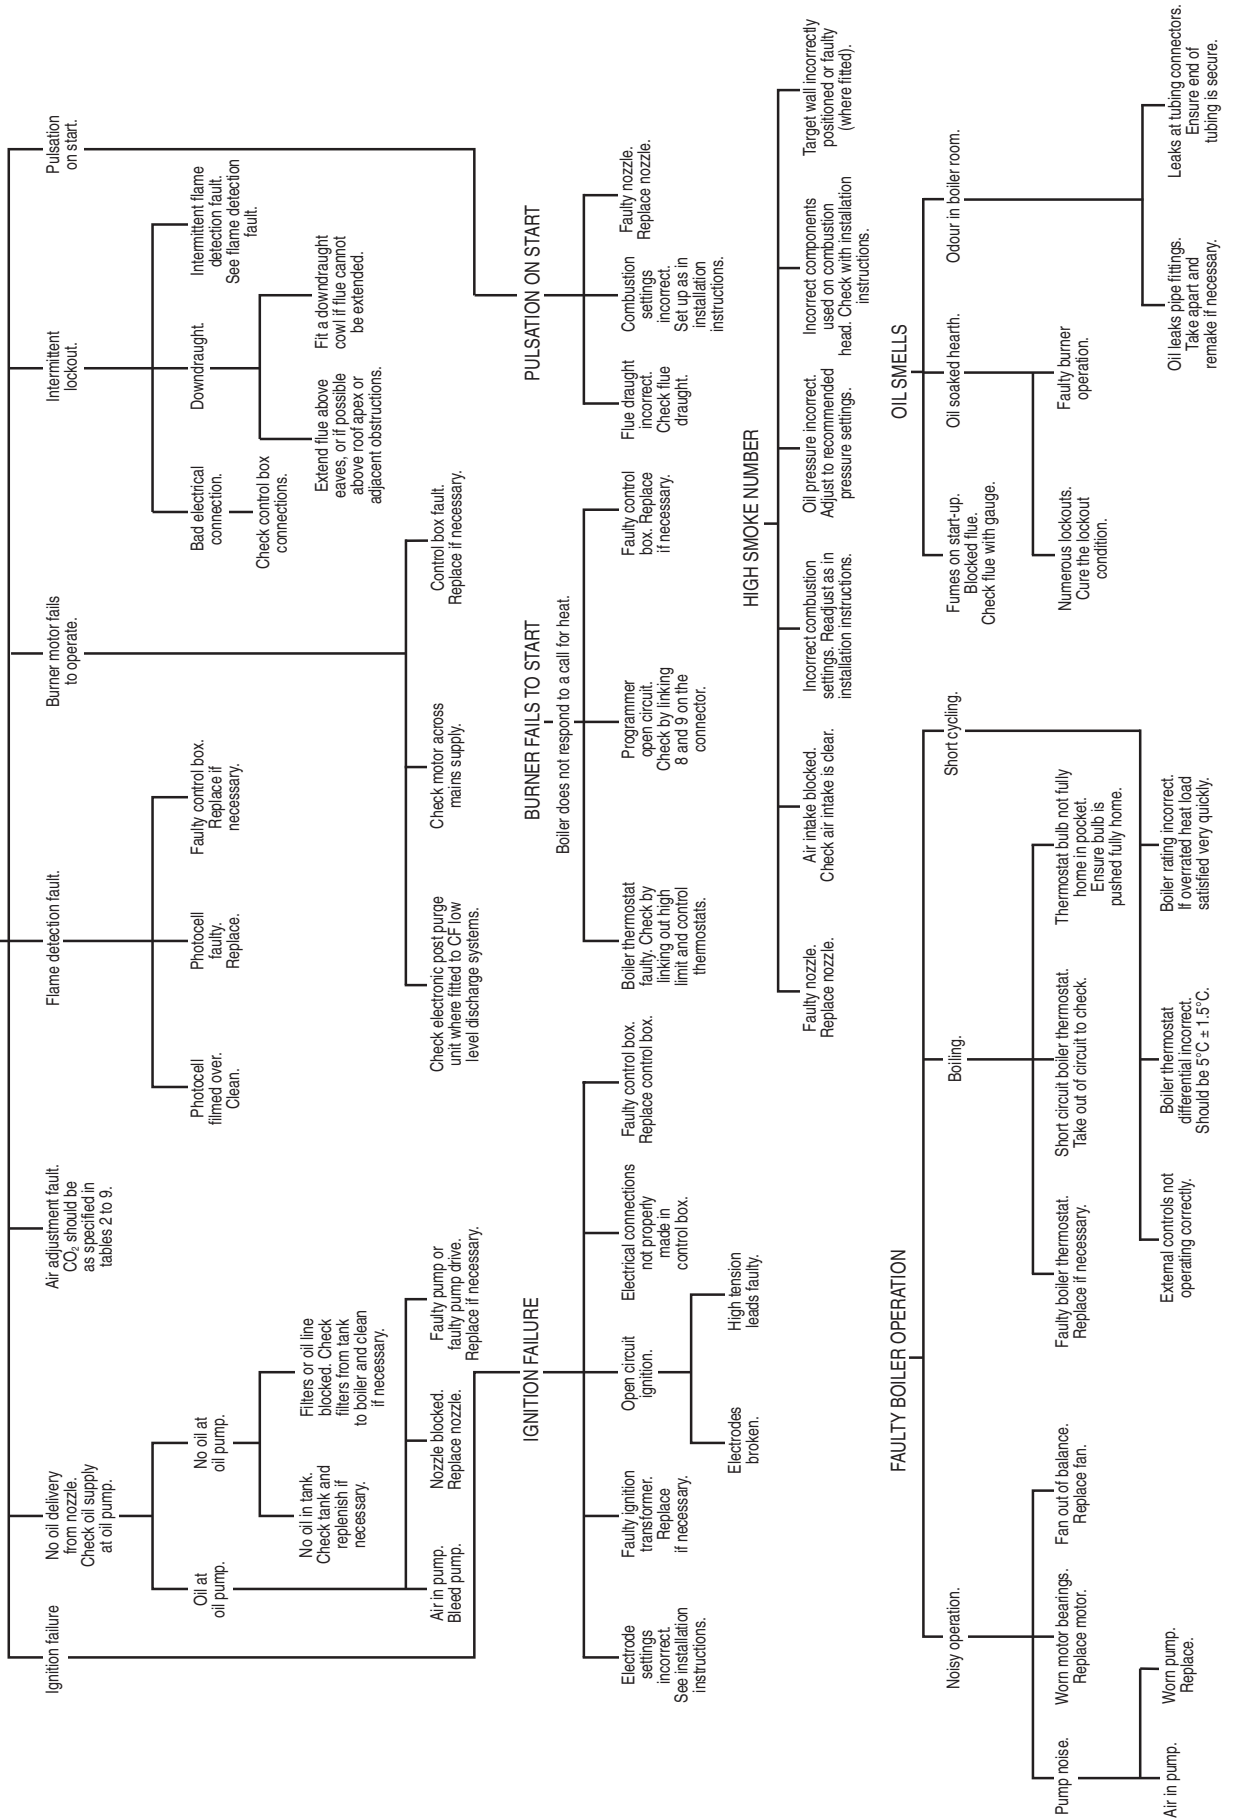 Ignition failure
No oil delivery
from nozzle.
Check oil supply
at oil pump.
Air adjustment fault.
CO₂ should be
as specified in
tables 2 to 9.
Flame detection fault.
Burner motor fails
to operate.
Intermittent
lockout.
Pulsation
on start.
Oil at
oil pump.
No oil at
oil pump.
Photocell
filmed over.
Clean.
Photocell
faulty.
Replace.
Faulty control box.
Replace if
necessary.
Bad electrical
connection.
Downdraught.
Intermittent flame
detection fault.
See flame detection
fault.
Check control box
connections.
No oil in tank.
Check tank and
replenish if
necessary.
Filters or oil line
blocked. Check
filters from tank
to boiler and clean
if necessary.
Extend flue above
eaves, or if possible
above roof apex or
adjacent obstructions.
Fit a downdraught
cowl if flue cannot
be extended.
Air in pump.
Bleed pump.
Nozzle blocked.
Replace nozzle.
Faulty pump or
faulty pump drive.
Replace if necessary.
Check electronic post purge
unit where fitted to CF low
level discharge systems.
Check motor across
mains supply.
Control box fault.
Replace if necessary.
IGNITION FAILURE
Electrode
settings
incorrect.
See installation
instructions.
Faulty ignition
transformer.
Replace
if necessary.
Open circuit
ignition.
Electrical connections
not properly
made in
control box.
Faulty control box.
Replace control box.
Electrodes
broken.
High tension
leads faulty.
BURNER FAILS TO START
Boiler does not respond to a call for heat.
Boiler thermostat
faulty. Check by
linking out high
limit and control
thermostats.
Programmer
open circuit.
Check by linking
8 and 9 on the
connector.
Faulty control
box. Replace
if necessary.
PULSATION ON START
Flue draught
incorrect.
Check flue
draught.
Combustion
settings
incorrect.
Set up as in
installation
instructions.
Faulty nozzle.
Replace nozzle.
HIGH SMOKE NUMBER
Faulty nozzle.
Replace nozzle.
Air intake blocked.
Check air intake is clear.
Incorrect combustion
settings. Readjust as in
installation instructions.
Oil pressure incorrect.
Adjust to recommended
pressure settings.
Incorrect components
used on combustion
head. Check with installation
instructions.
Target wall incorrectly
positioned or faulty
(where fitted).
FAULTY BOILER OPERATION
Noisy operation.
Boiling.
Short cycling.
Pump noise.
Worn motor bearings.
Replace motor.
Fan out of balance.
Replace fan.
Faulty boiler thermostat.
Replace if necessary.
Short circuit boiler thermostat.
Take out of circuit to check.
Thermostat bulb not fully
home in pocket.
Ensure bulb is
pushed fully home.
Air in pump.
Worn pump.
Replace.
External controls not
operating correctly.
Boiler thermostat
differential incorrect.
Should be 5°C ± 1.5°C.
Boiler rating incorrect.
If overrated heat load
satisfied very quickly.
OIL SMELLS
Fumes on start-up.
Blocked flue.
Check flue with gauge.
Oil soaked hearth.
Odour in boiler room.
Numerous lockouts.
Cure the lockout
condition.
Faulty burner
operation.
Oil leaks pipe fittings.
Take apart and
remake if necessary.
Leaks at tubing connectors.
Ensure end of
tubing is secure.